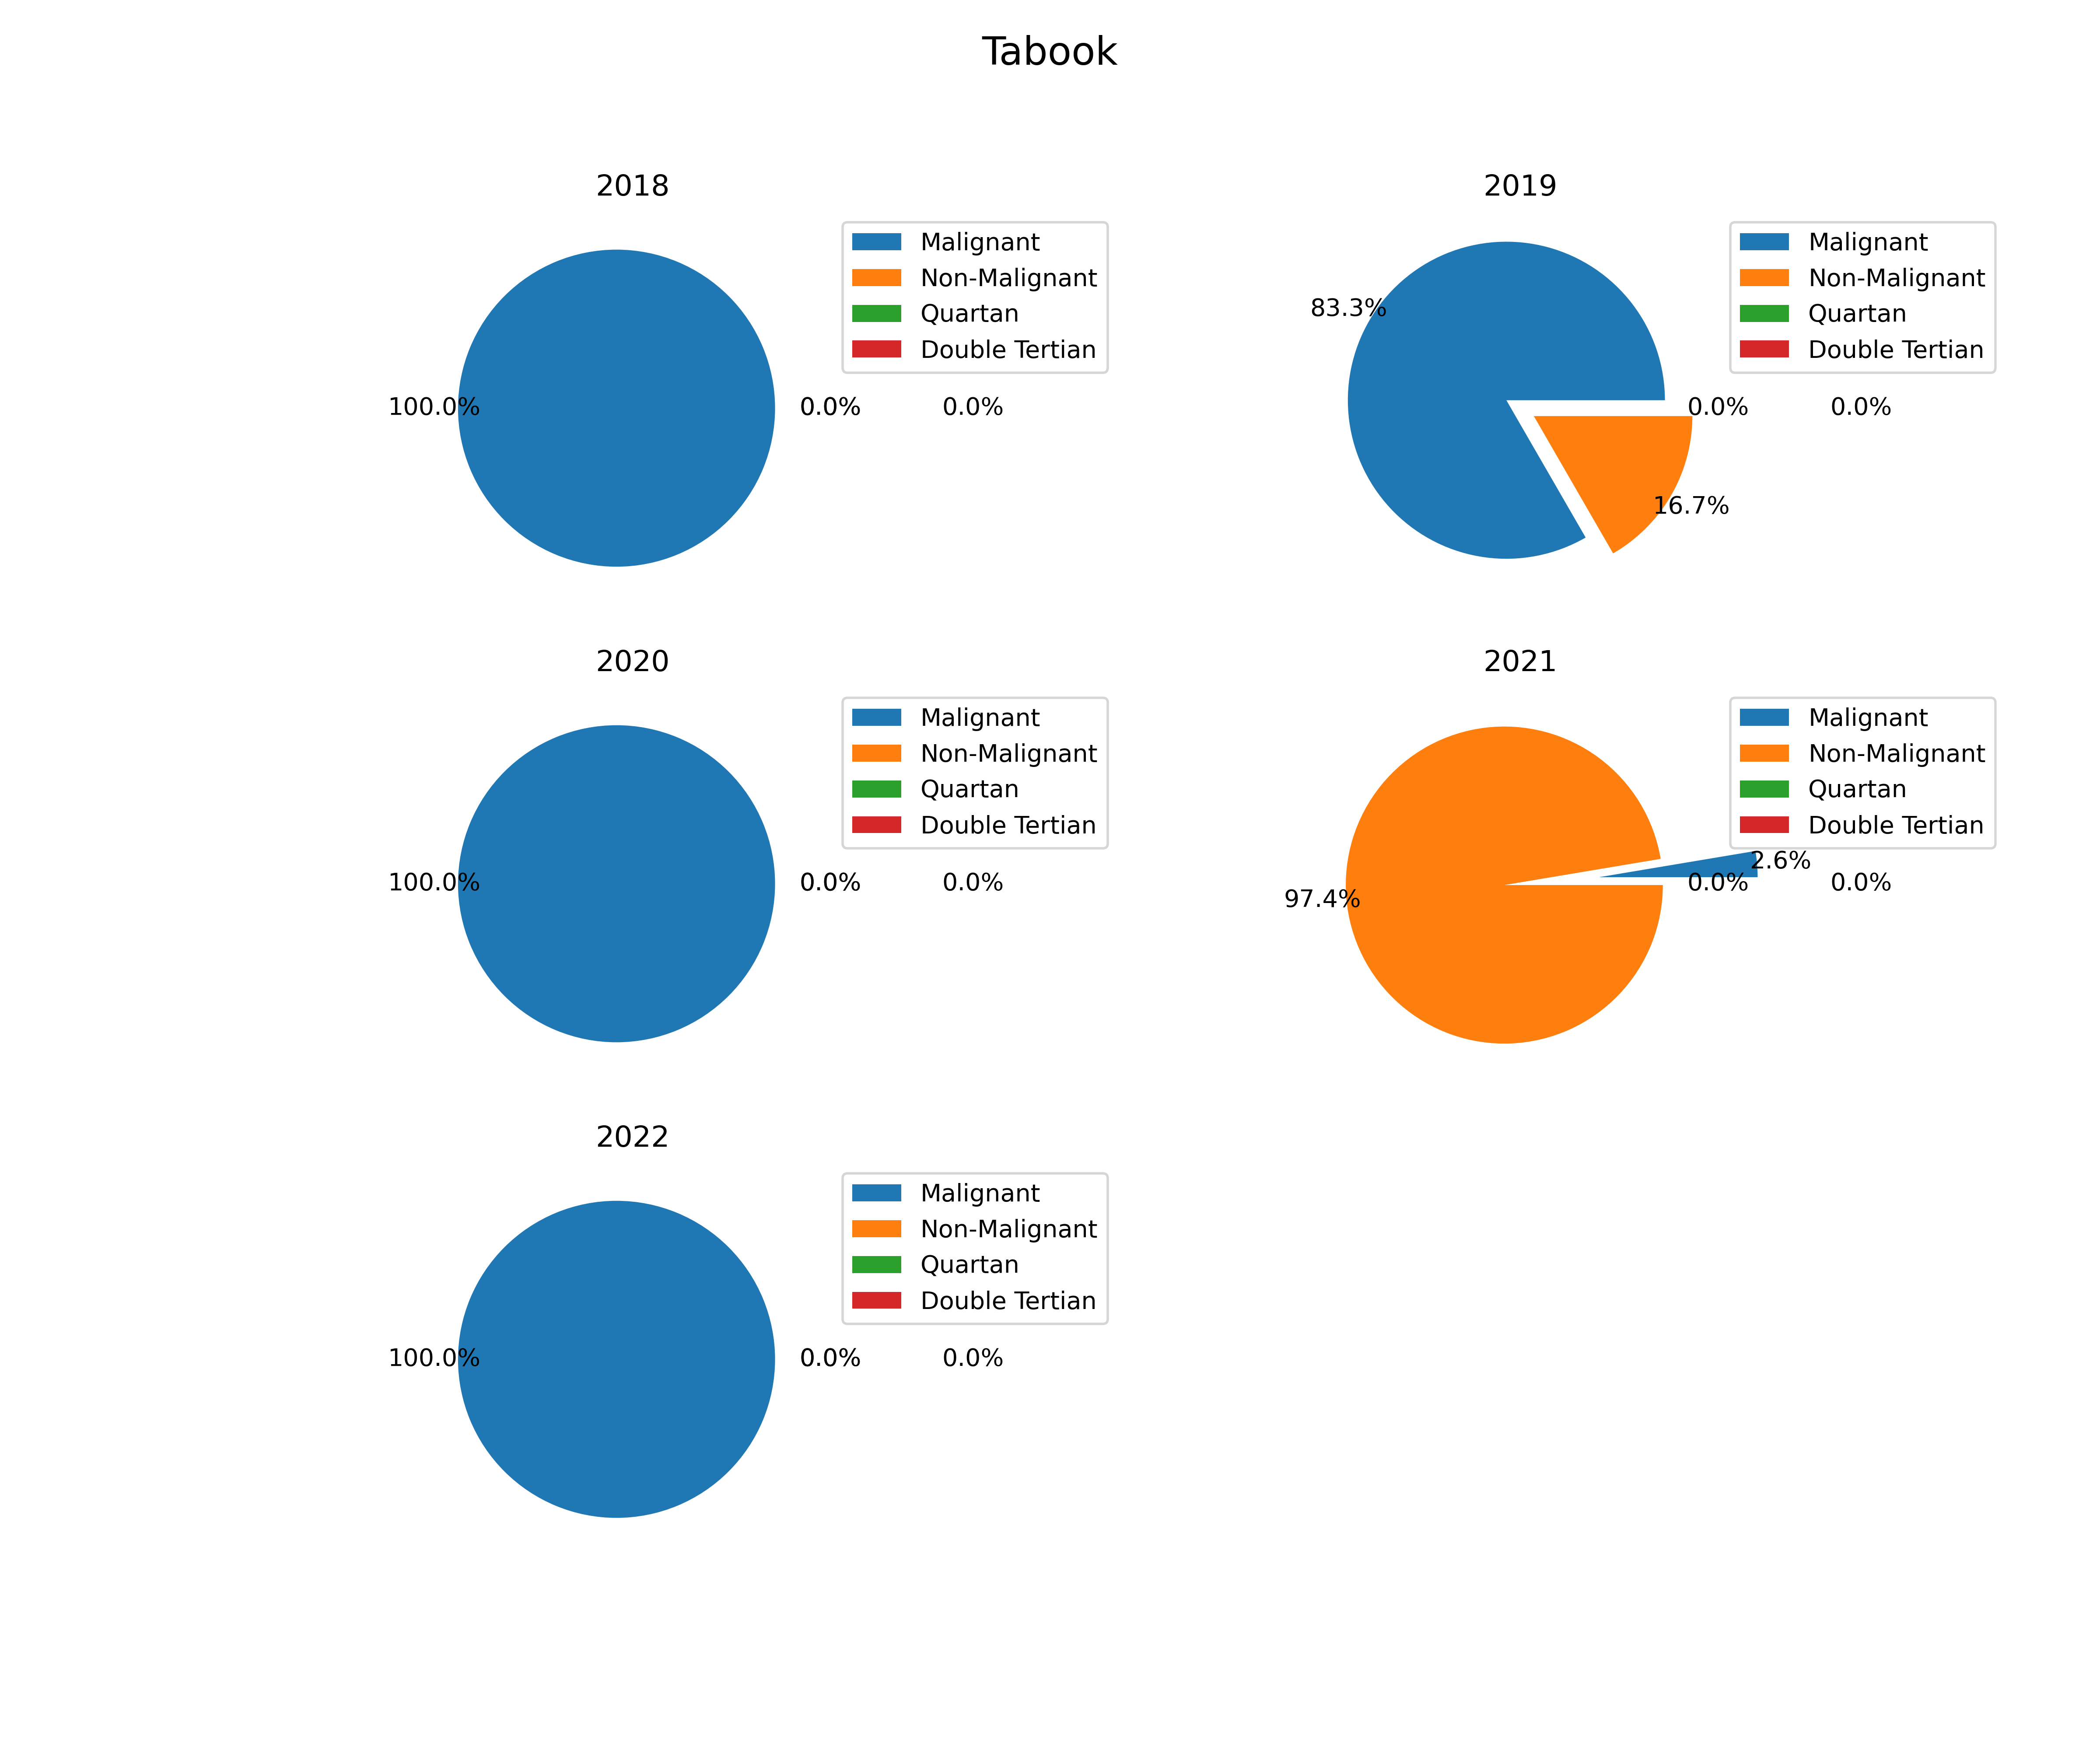 Tabook
2018
Malignant
Non-Malignant
Quartan
Double Tertian
100.0%
0.0%
0.0%
2019
Malignant
Non-Malignant
Quartan
Double Tertian
83.3%
0.0%
0.0%
16.7%
2020
Malignant
Non-Malignant
Quartan
Double Tertian
100.0%
0.0%
0.0%
2021
Malignant
Non-Malignant
Quartan
Double Tertian
2.6%
0.0%
0.0%
97.4%
2022
Malignant
Non-Malignant
Quartan
Double Tertian
100.0%
0.0%
0.0%